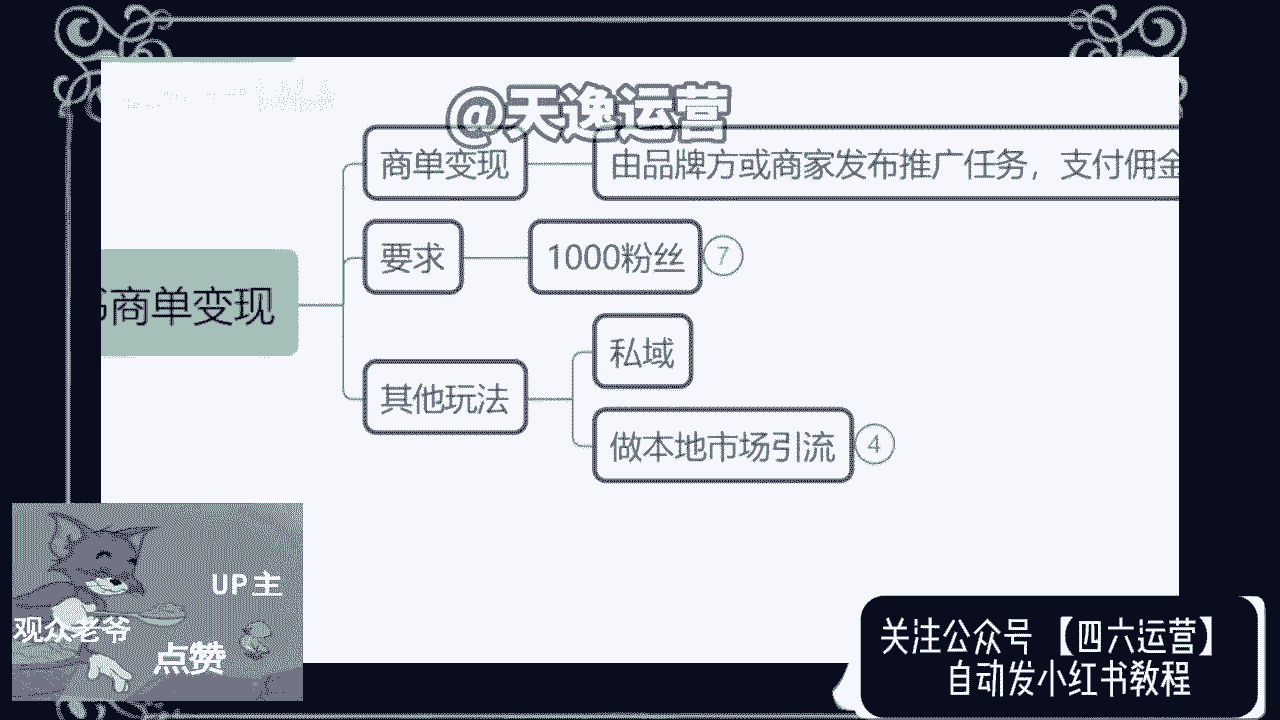 @天逸运营
商单变现
由品牌方或商家发布推广任务，支付佣金
要求
1000粉丝
7
商单变现
私域
其他玩法
做本地市场引流
4
UP主
观众老爷
点赞
关注公众号【四六运营】
自动发小红书教程